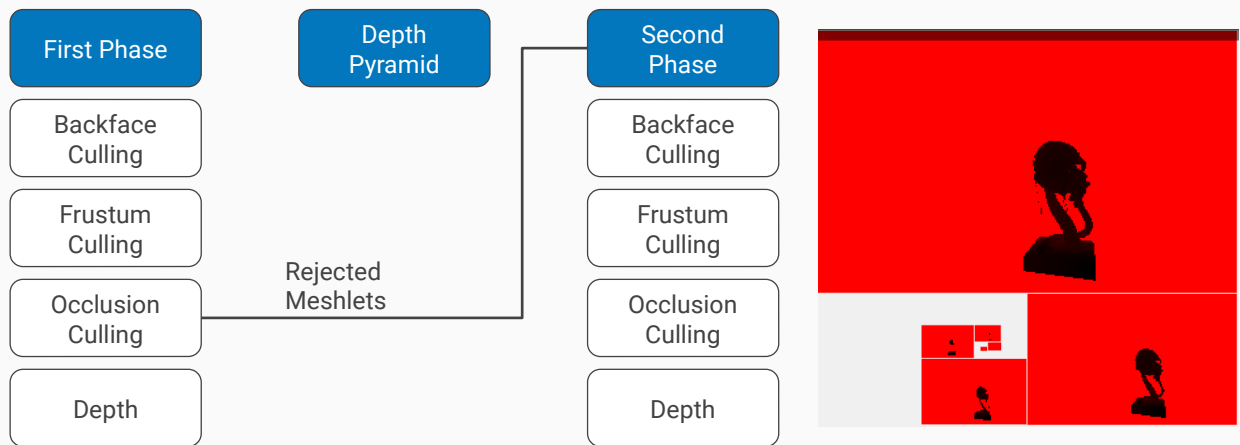 First Phase
Backface
Culling
Frustum
Culling
Occlusion
Culling
Depth
Depth
Pyramid
Rejected
Meshlets
Second
Phase
Backface
Culling
Frustum
Culling
Occlusion
Culling
Depth